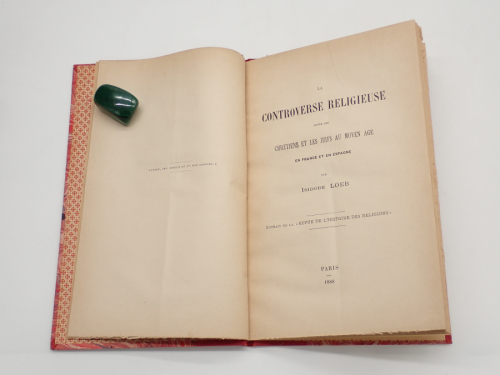 LA
CONTROVERSE RELIGIEUSE
ENTRE LES
CHRÉTIENS ET LES JUIFS AU MOYEN AGE
EN FRANCE ET EN ESPAGNE
PAR
ISIDORE LOEB
EXTRAIT DE LA « REVUE DE L'HISTOIRE DES RELIGIONS »
PARIS
1888